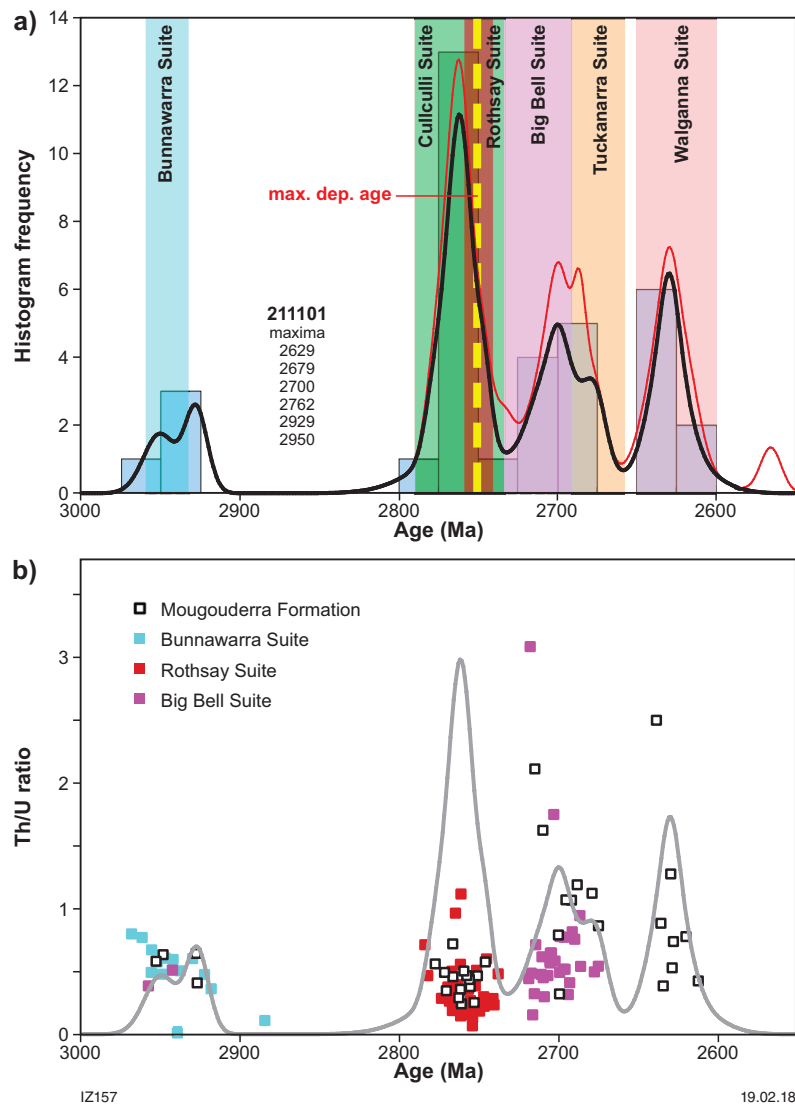 a)
14
12
10
8
6
4
2
0
Histogram frequency
Bunnawarra Suite
Cullculli Suite
Rothsay Suite
Big Bell Suite
Tuckanarra Suite
Walganna Suite
max. dep. age
211101
maxima
2629
2679
2700
2762
2929
2950
3000 2900 2800 2700 2600
Age (Ma)
b)
Mougouderra Formation
Bunnawarra Suite
Rothsay Suite
Big Bell Suite
3
2
1
0
Th/U ratio
3000 2900 2800 2700 2600
Age (Ma)
IZ157 19.02.18